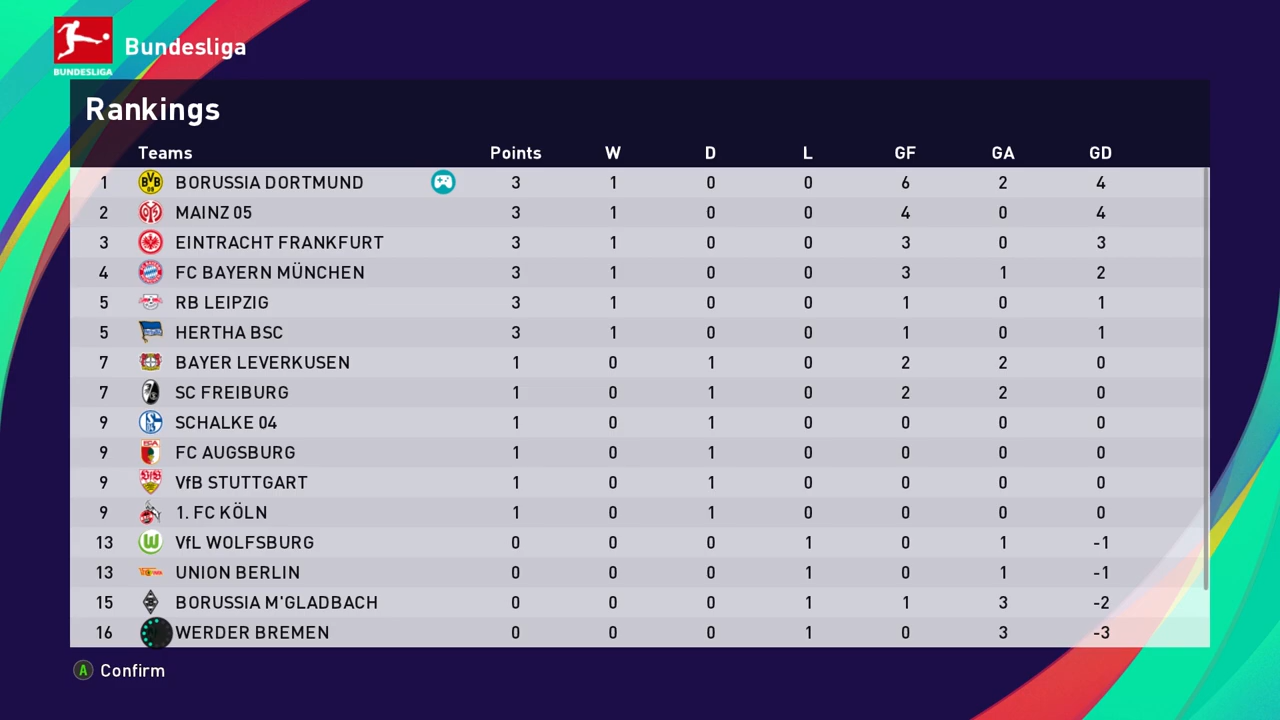 BUNDESLIGA
Bundesliga
Rankings
Teams Points W D L GF GA GD
1 BVB 09 BORUSSIA DORTMUND 3 1 0 0 6 2 4
2 MAINZ 05 3 1 0 0 4 0 4
3 EINTRACHT FRANKFURT 3 1 0 0 3 0 3
4 FC BAYERN MÜNCHEN 3 1 0 0 3 1 2
5 RB LEIPZIG 3 1 0 0 1 0 1
5 HERTHA BSC 3 1 0 0 1 0 1
7 BAYER LEVERKUSEN 1 0 1 0 2 2 0
7 SC FREIBURG 1 0 1 0 2 2 0
9 SCHALKE 04 1 0 1 0 0 0 0
9 FCA FC AUGSBURG 1 0 1 0 0 0 0
9 VfB STUTTGART 1 0 1 0 0 0 0
9 1. FC KÖLN 1 0 1 0 0 0 0
13 W VfL WOLFSBURG 0 0 0 1 0 1 -1
13 UNION BERLIN 0 0 0 1 0 1 -1
15 BORUSSIA M'GLADBACH 0 0 0 1 1 3 -2
16 WERDER BREMEN 0 0 0 1 0 3 -3
A Confirm